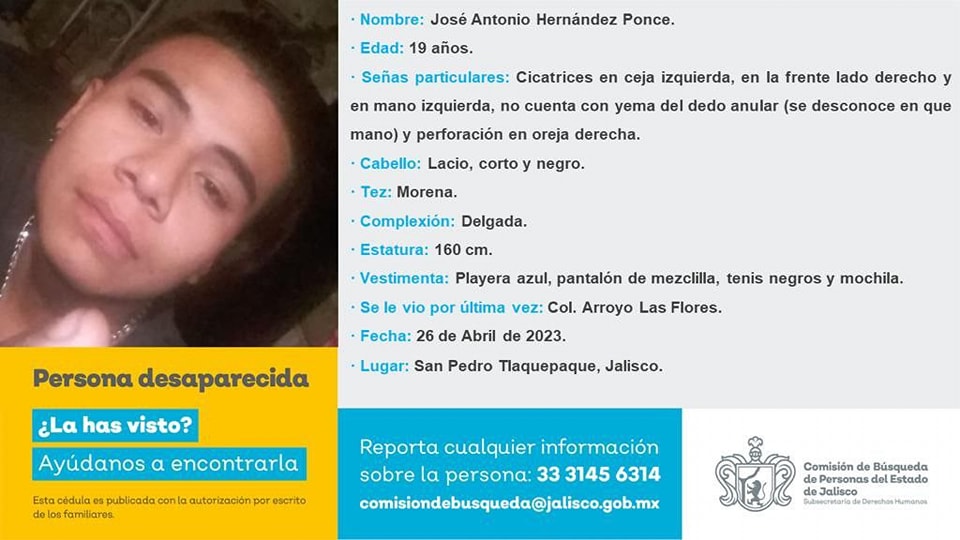 · Nombre: José Antonio Hernández Ponce.
· Edad: 19 años.
· Señas particulares: Cicatrices en ceja izquierda, en la frente lado derecho y
en mano izquierda, no cuenta con yema del dedo anular (se desconoce en que
mano) y perforación en oreja derecha.
· Cabello: Lacio, corto y negro.
· Tez: Morena.
· Complexión: Delgada.
· Estatura: 160 cm.
· Vestimenta: Playera azul, pantalón de mezclilla, tenis negros y mochila.
· Se le vio por última vez: Col. Arroyo Las Flores.
· Fecha: 26 de Abril de 2023.
· Lugar: San Pedro Tlaquepaque, Jalisco.
Persona desaparecida
¿La has visto?
Ayúdanos a encontrarla
Esta cédula es publicada con la autorización por escrito
de los familiares.
Reporta cualquier información
sobre la persona: 33 3145 6314
comisiondebusqueda@jalisco.gob.mx
Comisión de Búsqueda
de Personas del Estado
de Jalisco
Subsecretaría de Derechos Humanos